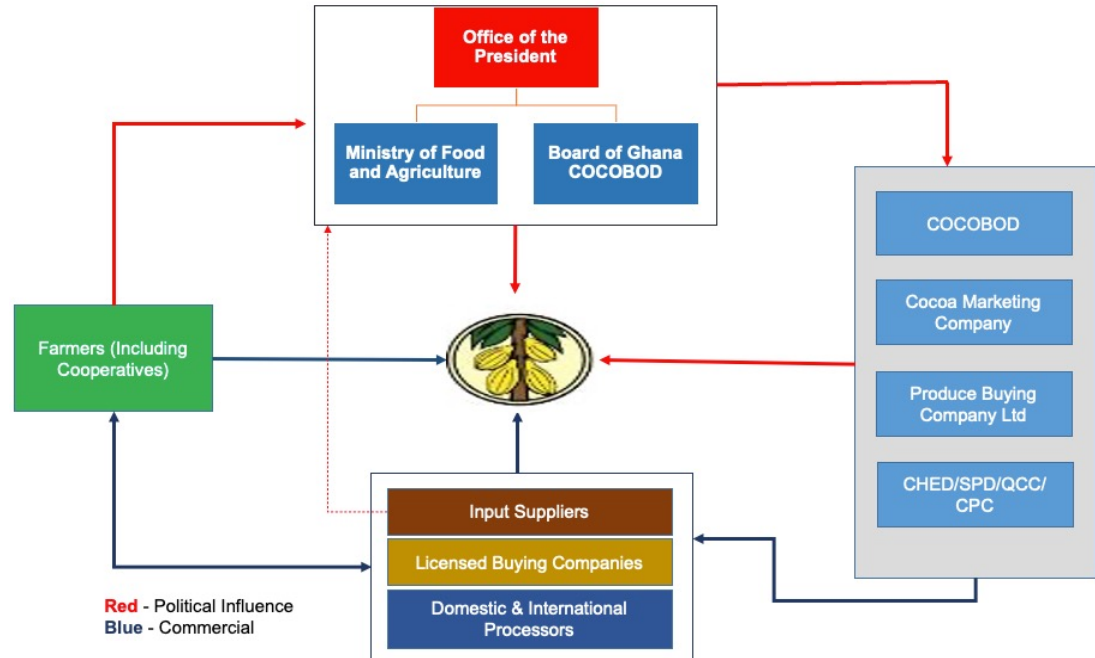 Office of the
President
Ministry of Food
and Agriculture
Board of Ghana
COCOBOD
COCOBOD
Cocoa Marketing
Company
Produce Buying
Company Ltd
CHED/SPD/QCC/
CPC
Farmers (Including
Cooperatives)
Input Suppliers
Licensed Buying Companies
Domestic & International
Processors
Red - Political Influence
Blue - Commercial